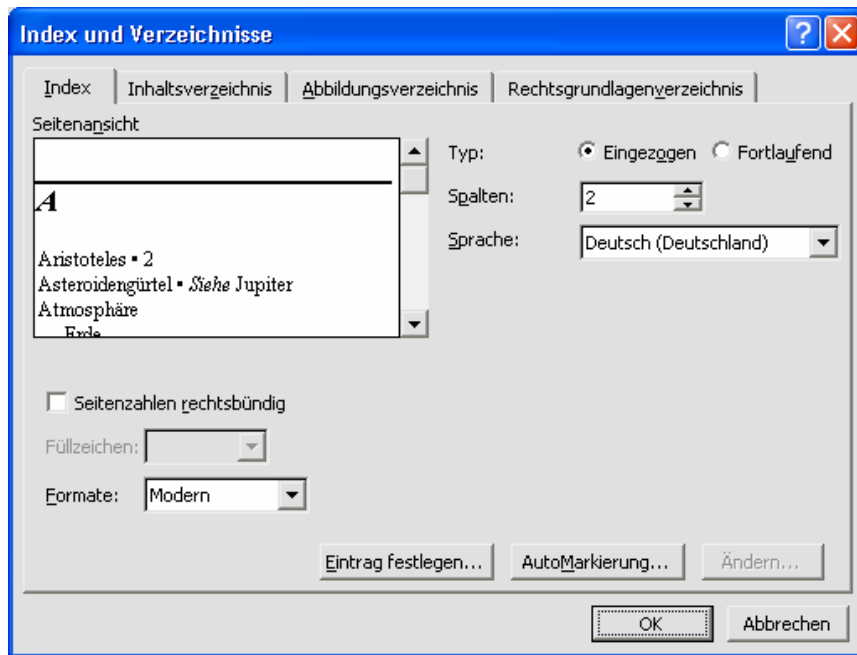 Index und Verzeichnisse
Index Inhaltsverzeichnis Abbildungsverzeichnis Rechtsgrundlagenverzeichnis
Seitenansicht
A
Aristoteles ▪ 2
Asteroidengürtel ▪ Siehe Jupiter
Atmosphäre
Erde
Typ: Eingezogen Fortlaufend
Spalten: 2
Sprache: Deutsch (Deutschland)
Seitenzahlen rechtsbündig
Füllzeichen:
Formate: Modern
Eintrag festlegen... AutoMarkierung... Ändern...
OK Abbrechen